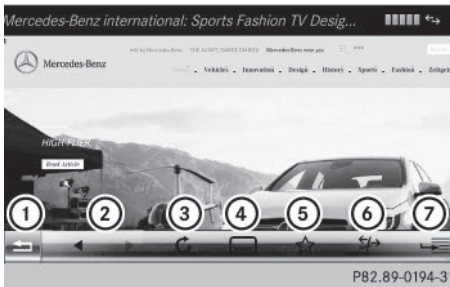 Mercedes-Benz international: Sports Fashion TV Desig...
Mercedes-Benz
Vehicles Innovation Design History Sports Fashion Zeitgeist
HIGH-FLIER.
Read Article
1 2 3 4 5 6 7
P82.89-0194-31